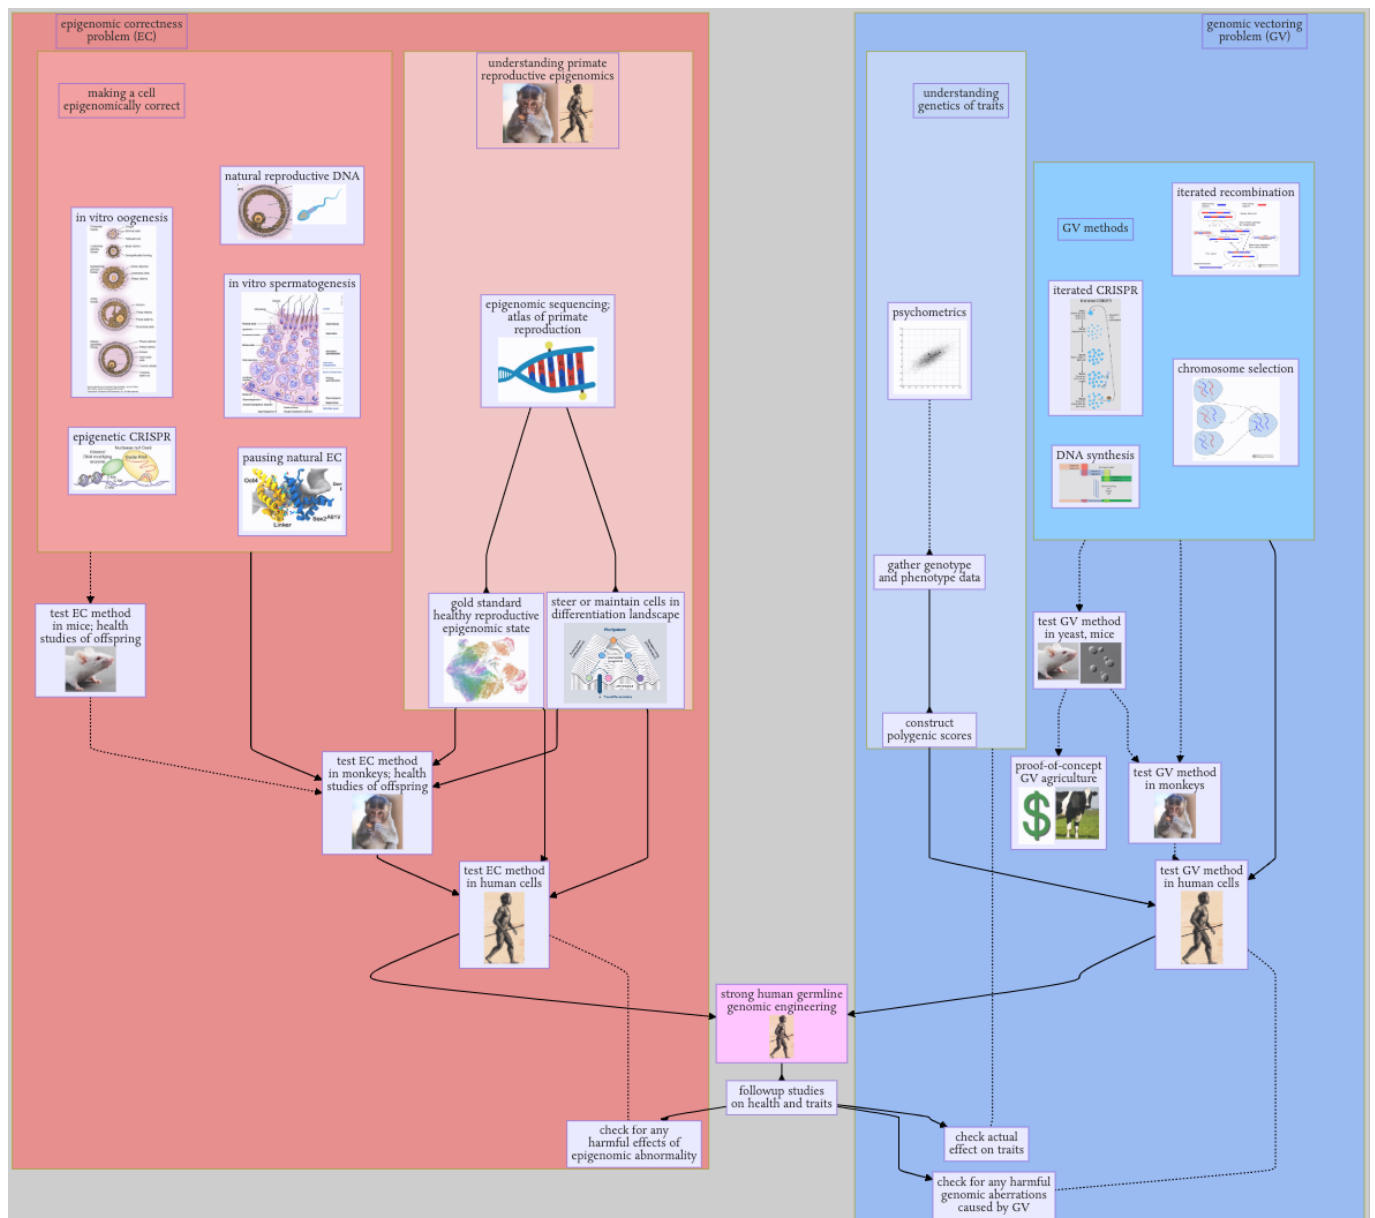 epigenomic correctness
problem (EC)
making a cell
epigenomically correct
natural reproductive DNA
in vitro oogenesis
in vitro spermatogenesis
epigenetic CRISPR
pausing natural EC
Oct4
Linker
understanding primate
reproductive epigenomics
epigenomic sequencing;
atlas of primate
reproduction
gold standard
healthy reproductive
epigenomic state
steer or maintain cells in
differentiation landscape
test EC method
in mice; health
studies of offspring
test EC method
in monkeys; health
studies of offspring
test EC method
in human cells
check for any
harmful effects of
epigenomic abnormality
strong human germline
genomic engineering
followup studies
on health and traits
genomic vectoring
problem (GV)
understanding
genetics of traits
psychometrics
gather genotype
and phenotype data
construct
polygenic scores
GV methods
iterated recombination
iterated CRISPR
chromosome selection
DNA synthesis
test GV method
in yeast, mice
proof-of-concept
GV agriculture
$
test GV method
in monkeys
test GV method
in human cells
check actual
effect on traits
check for any harmful
genomic aberrations
caused by GV